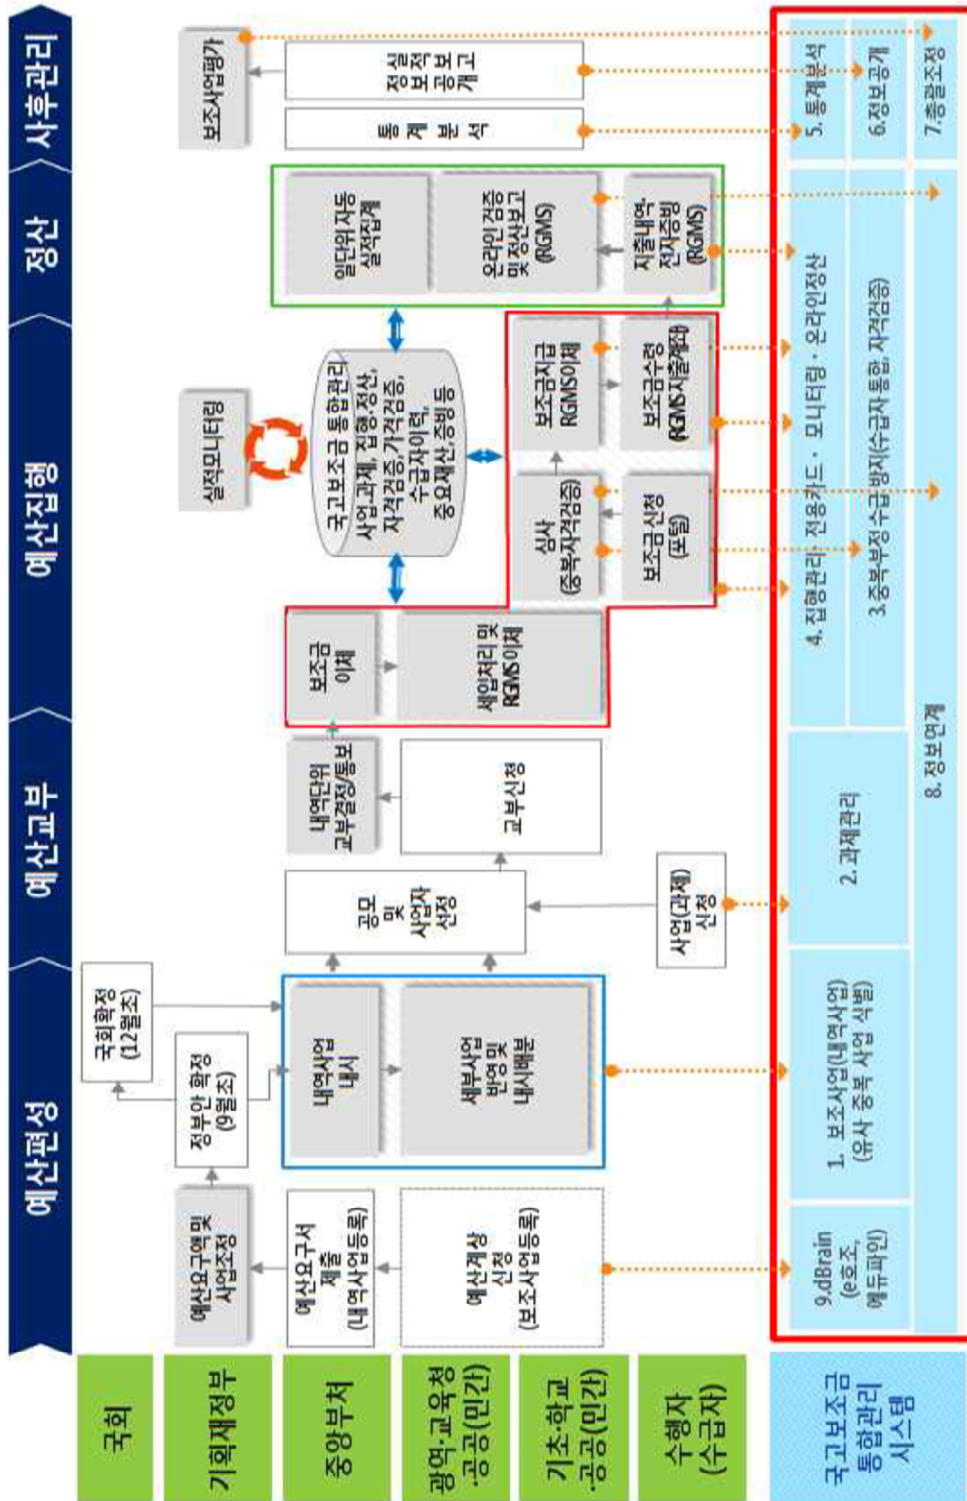 예산편성
예산교부
예산집행
정산
사후관리
국회
국회확정
(12월초)
기획재정부
예산요구액및
사업조정
정부안 확정
(9월초)
실적모니터링
보조사업평가
중앙부처
예산요구서
제출
(내역사업등록)
내역사업
내시
공모
및
사업자
선정
내역단위
교부결정/통보
보조금
이체
국고보조금 통합관리
사업·과제, 집행·정산,
자격검증,가격검증,
수급자이력,
중요재산,증빙 등
일단위 자동
실적집계
통 계 분 석
실적보고
정보공개
광역·교육청
·공공(민간)
예산계상
신청
(보조사업등록)
세부사업
반영및
내시배분
교부신청
세입처리 및
RGMS이체
온라인 검증
및 정산보고
(RGMS)
기초·학교
·공공(민간)
심사
(중복·자격검증)
보조금지급
RGMS이체
수행자
(수급자)
사업(과제)
신청
보조금 신청
(포털)
보조금수령
(RGMS지출계좌)
지출내역·
전자증빙
(RGMS)
국고보조금
통합관리
시스템
9.dBrain
(e호조,
에듀파인)
1. 보조사업(내역사업)
(유사 중복 사업 식별)
2. 과제관리
4. 집행관리 · 전용카드 · 모니터링 · 온라인정산
3.중복·부정 수급 방지(수급자 통합, 자격검증)
5. 통계분석
6.정보공개
7.총괄조정
8. 정보연계